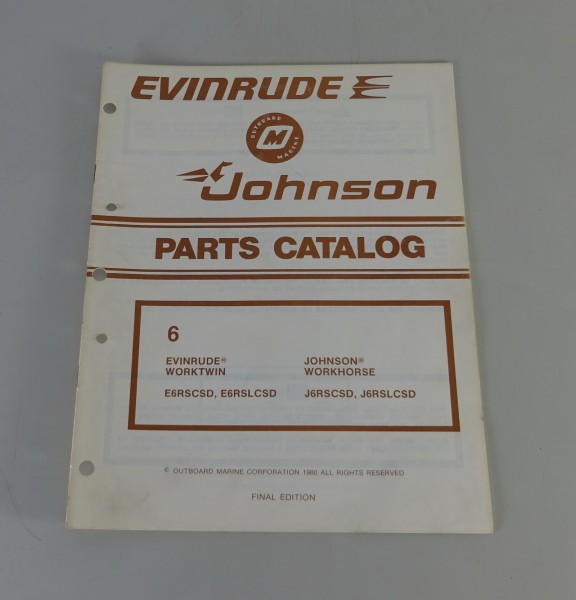 EVINRUDE E
OUTBOARD
M
MARINE
Johnson
PARTS CATALOG
6
EVINRUDE® JOHNSON®
WORKTWIN WORKHORSE
E6RSCSD, E6RSLCSD J6RSCSD, J6RSLCSD
© OUTBOARD MARINE CORPORATION 1986 ALL RIGHTS RESERVED
FINAL EDITION